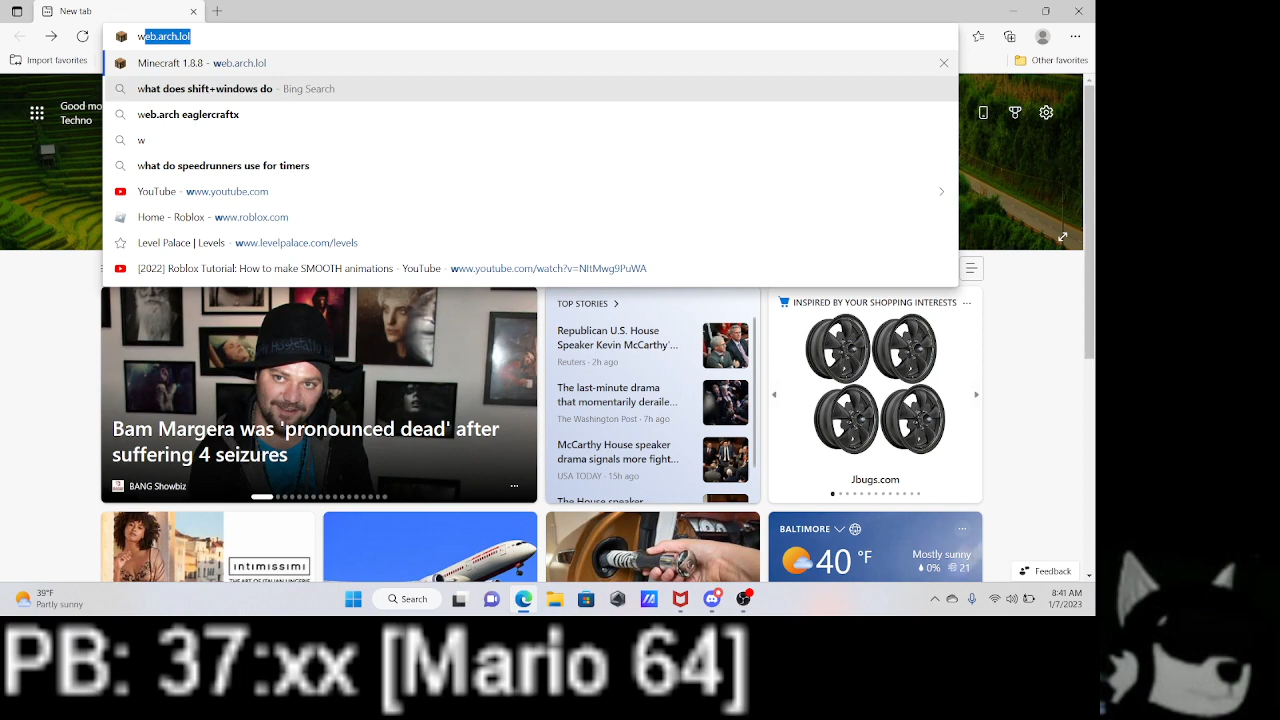 New tab
web.arch.lol
Import favorites
Other favorites
Minecraft 1.8.8 - web.arch.lol
what does shift+windows do - Bing Search
web.arch eaglercraftx
w
what do speedrunners use for timers
YouTube - www.youtube.com
Home - Roblox - www.roblox.com
Level Palace | Levels - www.levelpalace.com/levels
[2022] Roblox Tutorial: How to make SMOOTH animations - YouTube - www.youtube.com/watch?v=NItMwg9PuWA
Good mo
Techno
Bam Margera was 'pronounced dead' after
suffering 4 seizures
BANG Showbiz
TOP STORIES
Republican U.S. House
Speaker Kevin McCarthy'...
Reuters · 2h ago
The last-minute drama
that momentarily deraile...
The Washington Post · 7h ago
McCarthy House speaker
drama signals more fight...
USA TODAY · 15h ago
The House speaker
INSPIRED BY YOUR SHOPPING INTERESTS
Jbugs.com
intimissimi
THE ART OF ITALIAN LINGERIE
BALTIMORE
40 °F
Mostly sunny
0% 21
Feedback
39°F
Partly sunny
Search
8:41 AM
1/7/2023
PB: 37:xx [Mario 64]